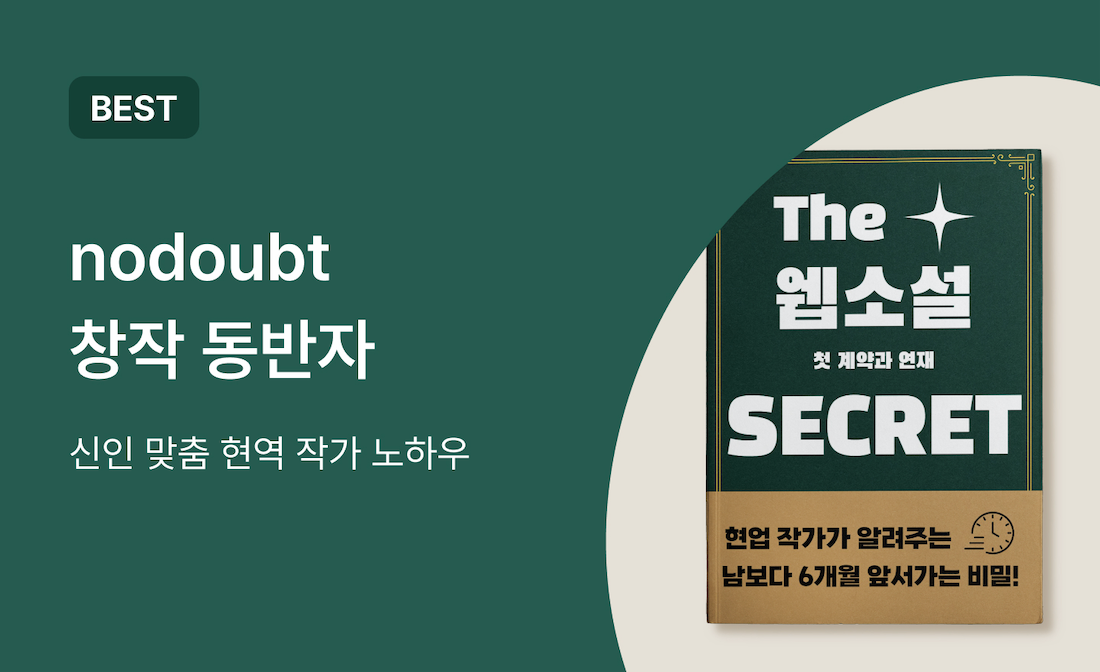 BEST
nodoubt
창작 동반자
신인 맞춤 현역 작가 노하우
The
웹소설
첫 계약과 연재
SECRET
현업 작가가 알려주는
남보다 6개월 앞서가는 비밀!